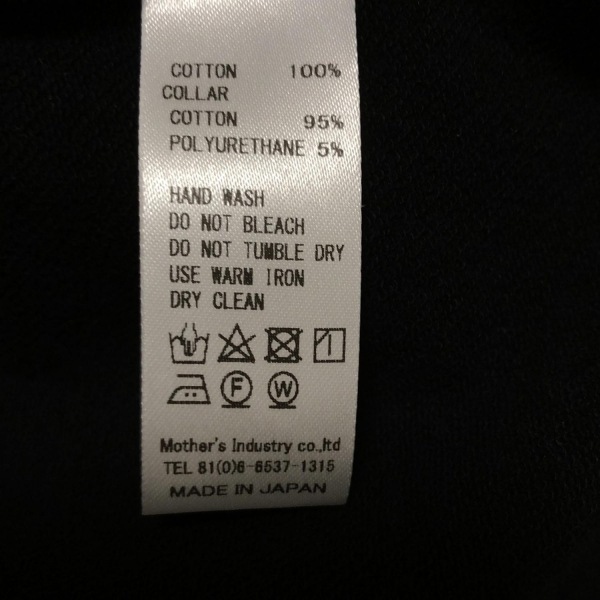 COTTON 100%
COLLAR
COTTON 95%
POLYURETHANE 5%
HAND WASH
DO NOT BLEACH
DO NOT TUMBLE DRY
USE WARM IRON
DRY CLEAN
F W
Mother's Industry co.,ltd
TEL 81(0)6-6537-1315
MADE IN JAPAN